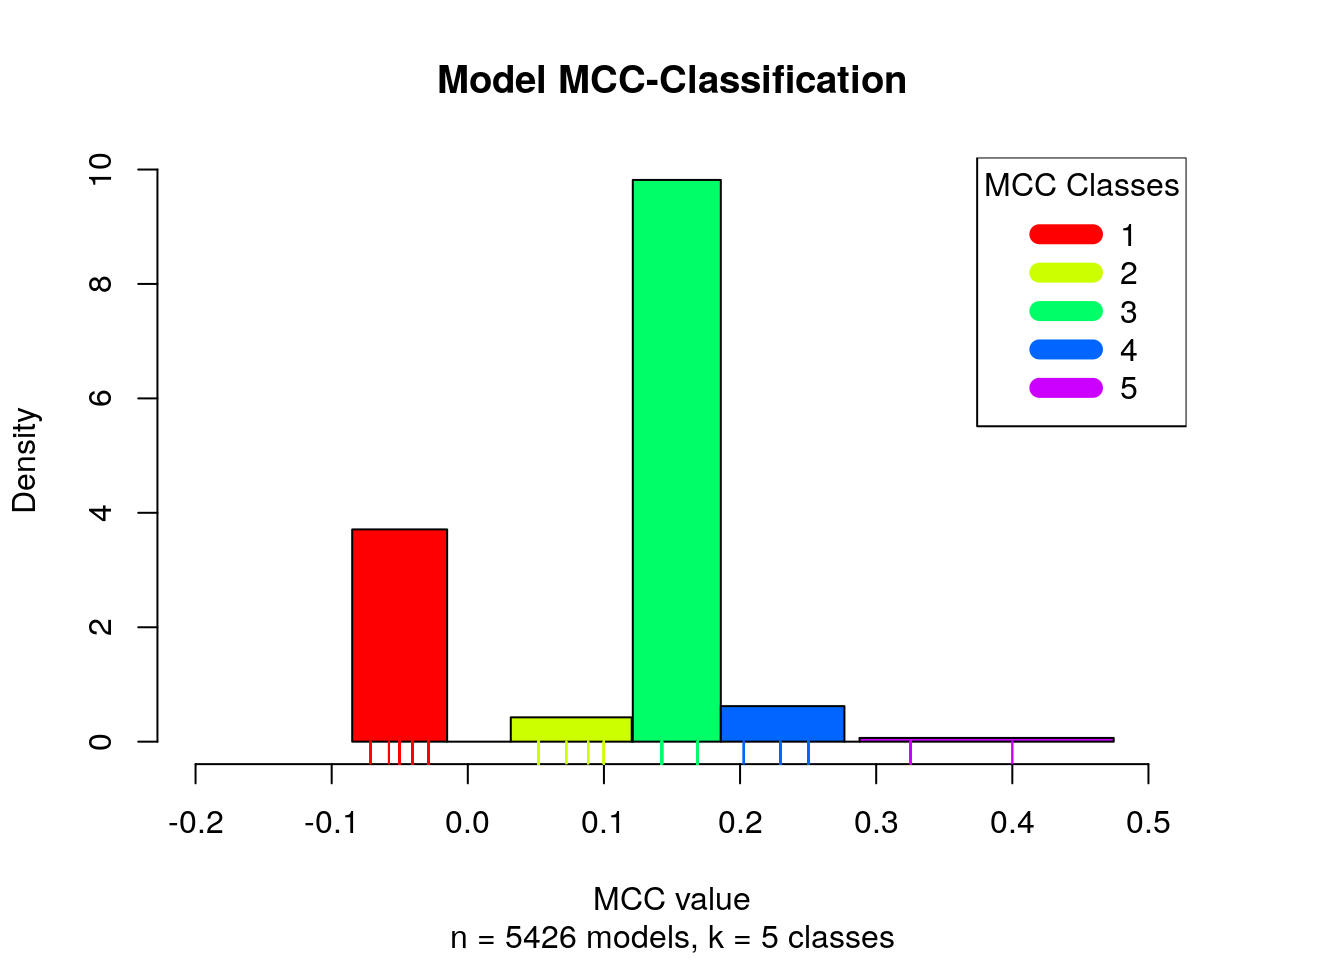 Model MCC-Classification
MCC Classes
1
2
3
4
5
Density
10
8
6
4
2
0
-0.2 -0.1 0.0 0.1 0.2 0.3 0.4 0.5
MCC value
n = 5426 models, k = 5 classes